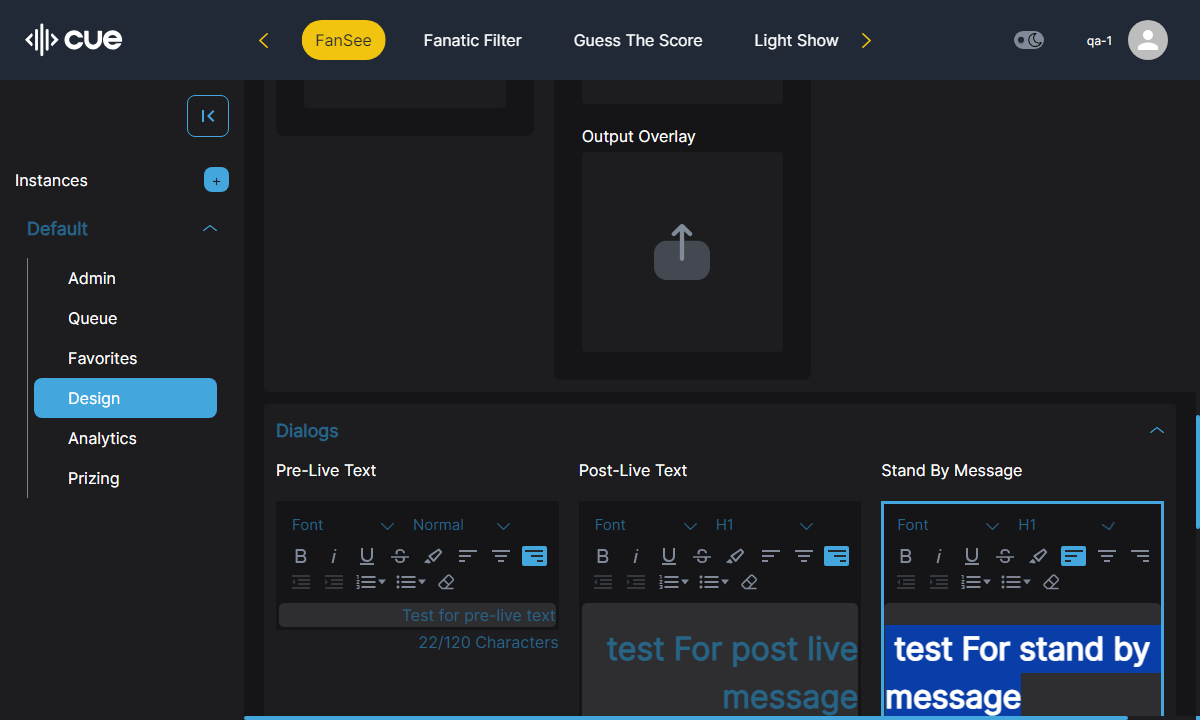 cue
FanSee
Fanatic Filter
Guess The Score
Light Show
qa-1
Instances
+
Default
Admin
Queue
Favorites
Design
Analytics
Prizing
Output Overlay
Dialogs
Pre-Live Text
Post-Live Text
Stand By Message
Font
Normal
B i U S
Test for pre-live text
22/120 Characters
Font
H1
B i U S
test For post live
message
Font
H1
B i U S
test For stand by
message